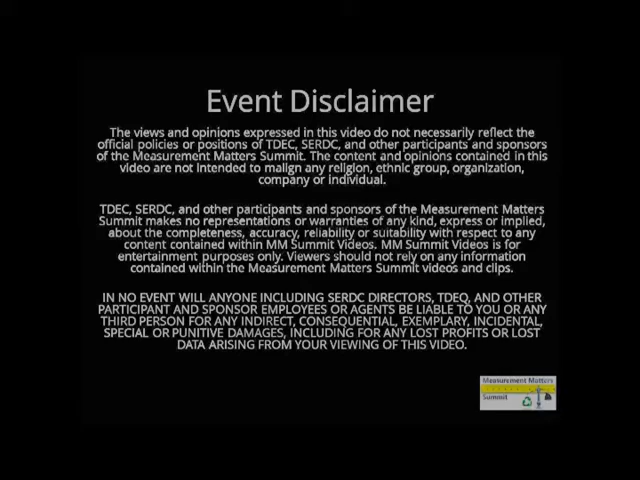 Event Disclaimer
The views and opinions expressed in this video do not necessarily reflect the
official policies or positions of TDEC, SERDC, and other participants and sponsors
of the Measurement Matters Summit. The content and opinions contained in this
video are not intended to malign any religion, ethnic group, organization,
company or individual.
TDEC, SERDC, and other participants and sponsors of the Measurement Matters
Summit makes no representations or warranties of any kind, express or implied,
about the completeness, accuracy, reliability or suitability with respect to any
content contained within MM Summit Videos. MM Summit Videos is for
entertainment purposes only. Viewers should not rely on any information
contained within the Measurement Matters Summit videos and clips.
IN NO EVENT WILL ANYONE INCLUDING SERDC DIRECTORS, TDEQ, AND OTHER
PARTICIPANT AND SPONSOR EMPLOYEES OR AGENTS BE LIABLE TO YOU OR ANY
THIRD PERSON FOR ANY INDIRECT, CONSEQUENTIAL, EXEMPLARY, INCIDENTAL,
SPECIAL OR PUNITIVE DAMAGES, INCLUDING FOR ANY LOST PROFITS OR LOST
DATA ARISING FROM YOUR VIEWING OF THIS VIDEO.
Measurement Matters
Summit